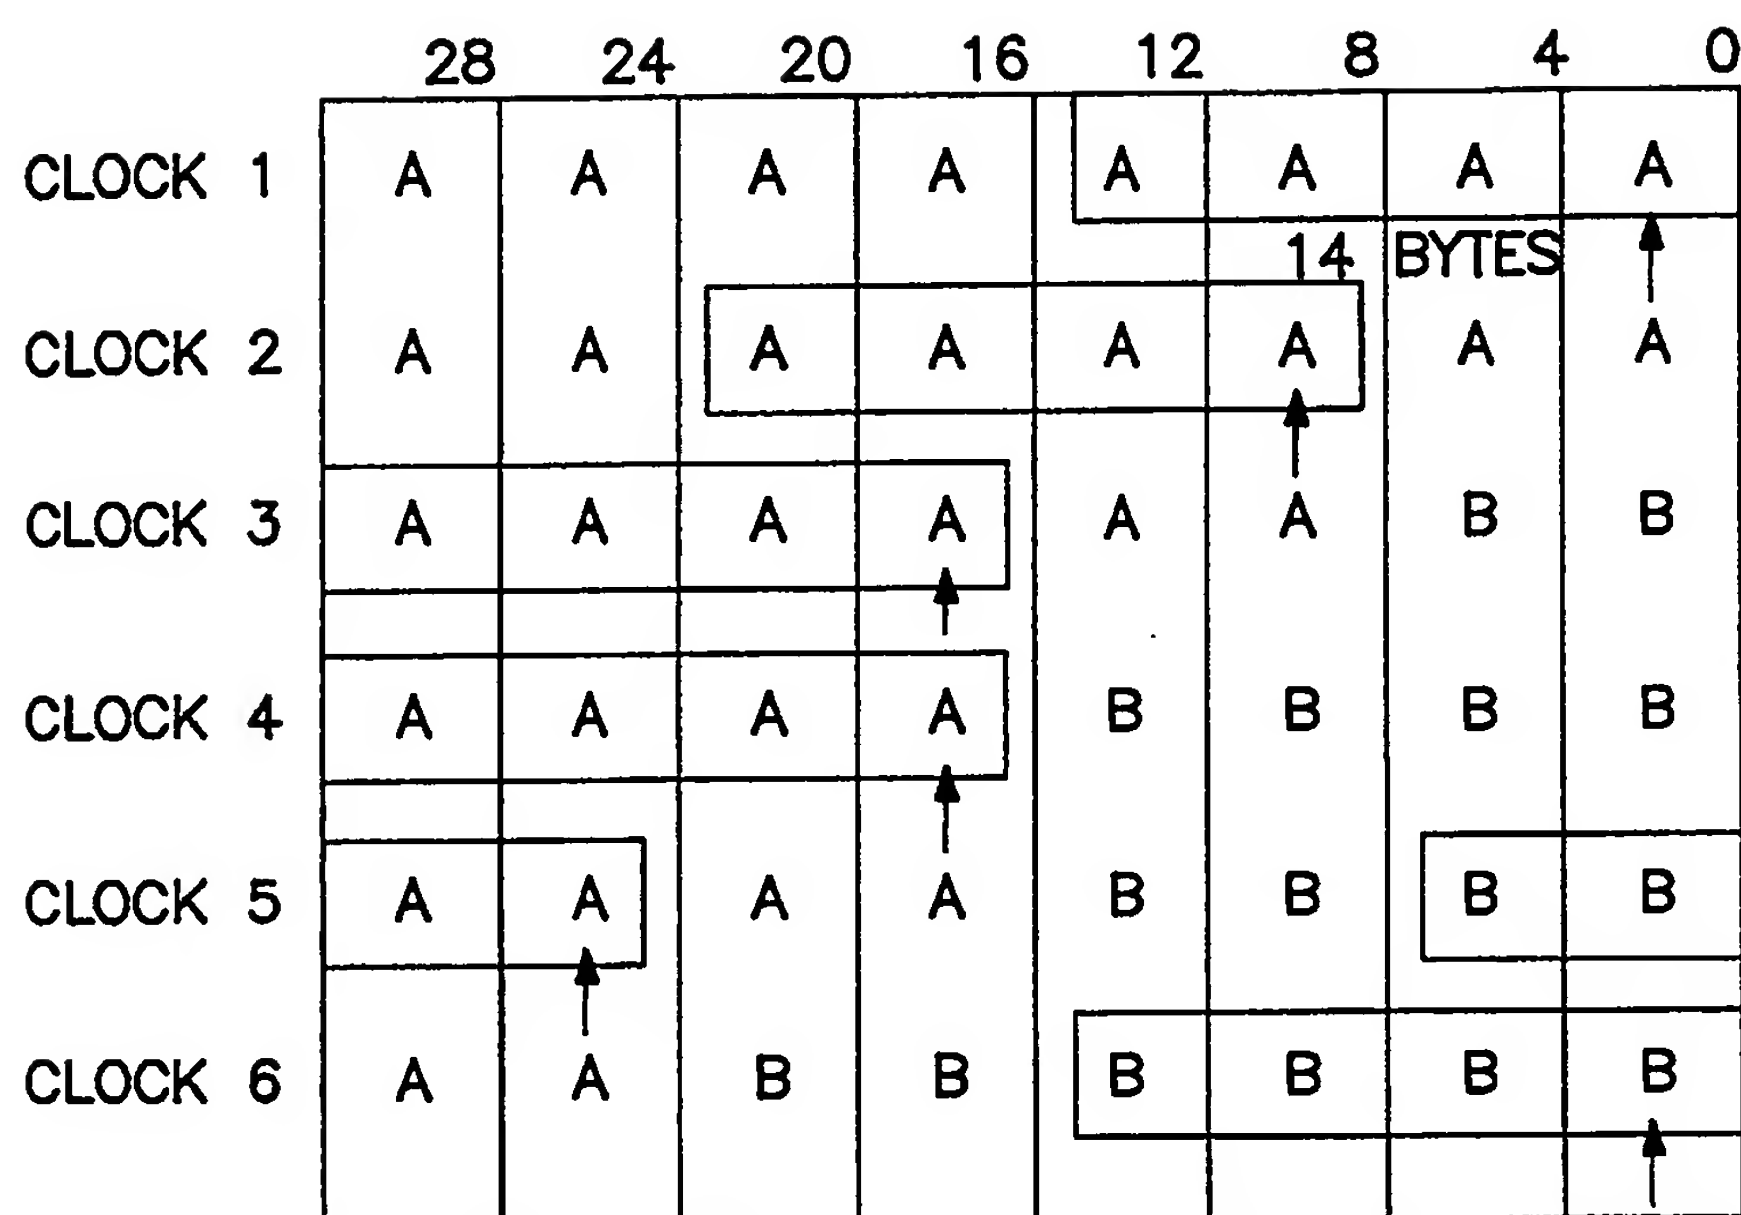 28 24 20 16 12 8 4 0
CLOCK 1 A A A A A A A A
14 BYTES
CLOCK 2 A A A A A A A A
CLOCK 3 A A A A A A B B
CLOCK 4 A A A A B B B B
CLOCK 5 A A A A B B B B
CLOCK 6 A A B B B B B B